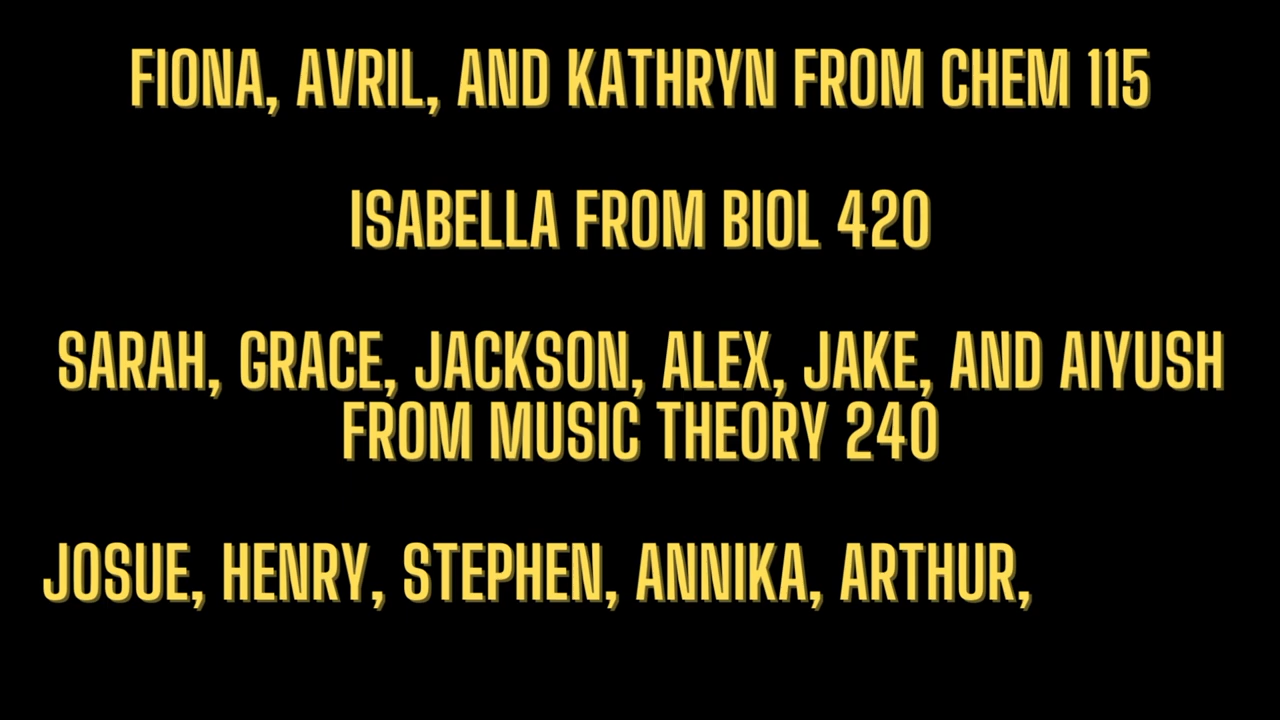 FIONA, AVRIL, AND KATHRYN FROM CHEM 115
ISABELLA FROM BIOL 420
SARAH, GRACE, JACKSON, ALEX, JAKE, AND AIYUSH
FROM MUSIC THEORY 240
JOSUE, HENRY, STEPHEN, ANNIKA, ARTHUR,